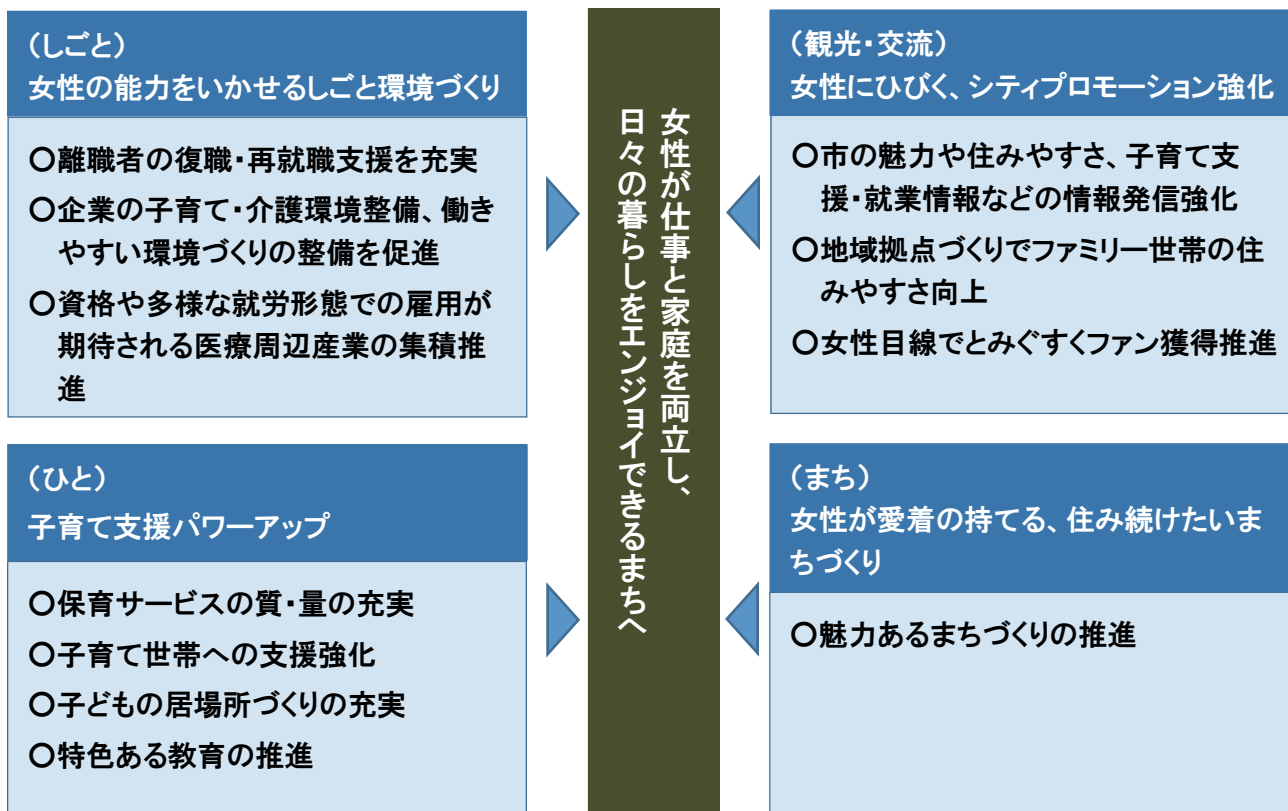 (しごと)
女性の能力をいかせるしごと環境づくり
〇離職者の復職・再就職支援を充実
〇企業の子育て・介護環境整備、働き
やすい環境づくりの整備を促進
〇資格や多様な就労形態での雇用が
期待される医療周辺産業の集積推
進
(ひと)
子育て支援パワーアップ
〇保育サービスの質・量の充実
〇子育て世帯への支援強化
〇子どもの居場所づくりの充実
〇特色ある教育の推進
女性が仕事と家庭を両立し、
日々の暮らしをエンジョイできるまちへ
(観光・交流)
女性にひびく、シティプロモーション強化
〇市の魅力や住みやすさ、子育て支
援・就業情報などの情報発信強化
〇地域拠点づくりでファミリー世帯の住
みやすさ向上
〇女性目線でとみぐすくファン獲得推進
(まち)
女性が愛着の持てる、住み続けたいま
ちづくり
〇魅力あるまちづくりの推進